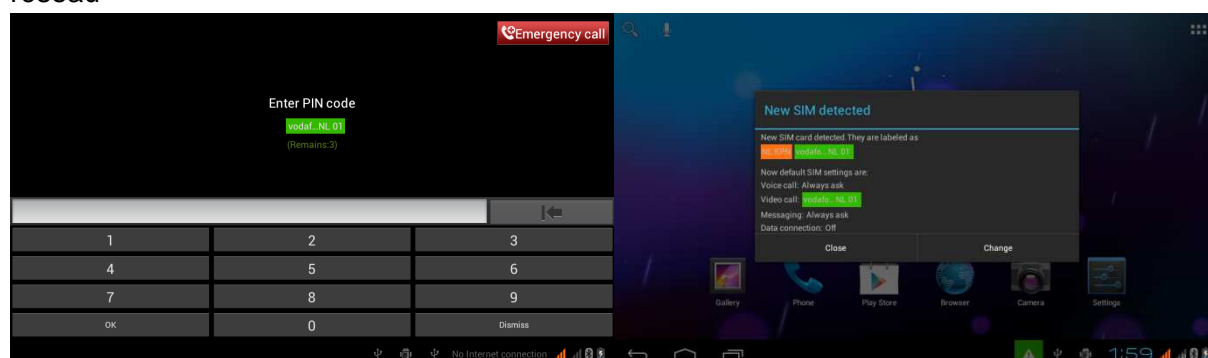 Emergency call
Enter PIN code
vodaf...NL 01
(Remains:3)
1 2 3
4 5 6
7 8 9
OK 0 Dismiss
No Internet connection
New SIM detected
New SIM card detected.They are labeled as
NL KPN vodafo... NL 01
Now default SIM settings are:
Voice call: Always ask
Video call: vodafo... NL 01
Messaging: Always ask
Data connection: Off
Close Change
Gallery Phone Play Store Browser Camera Settings
1:59